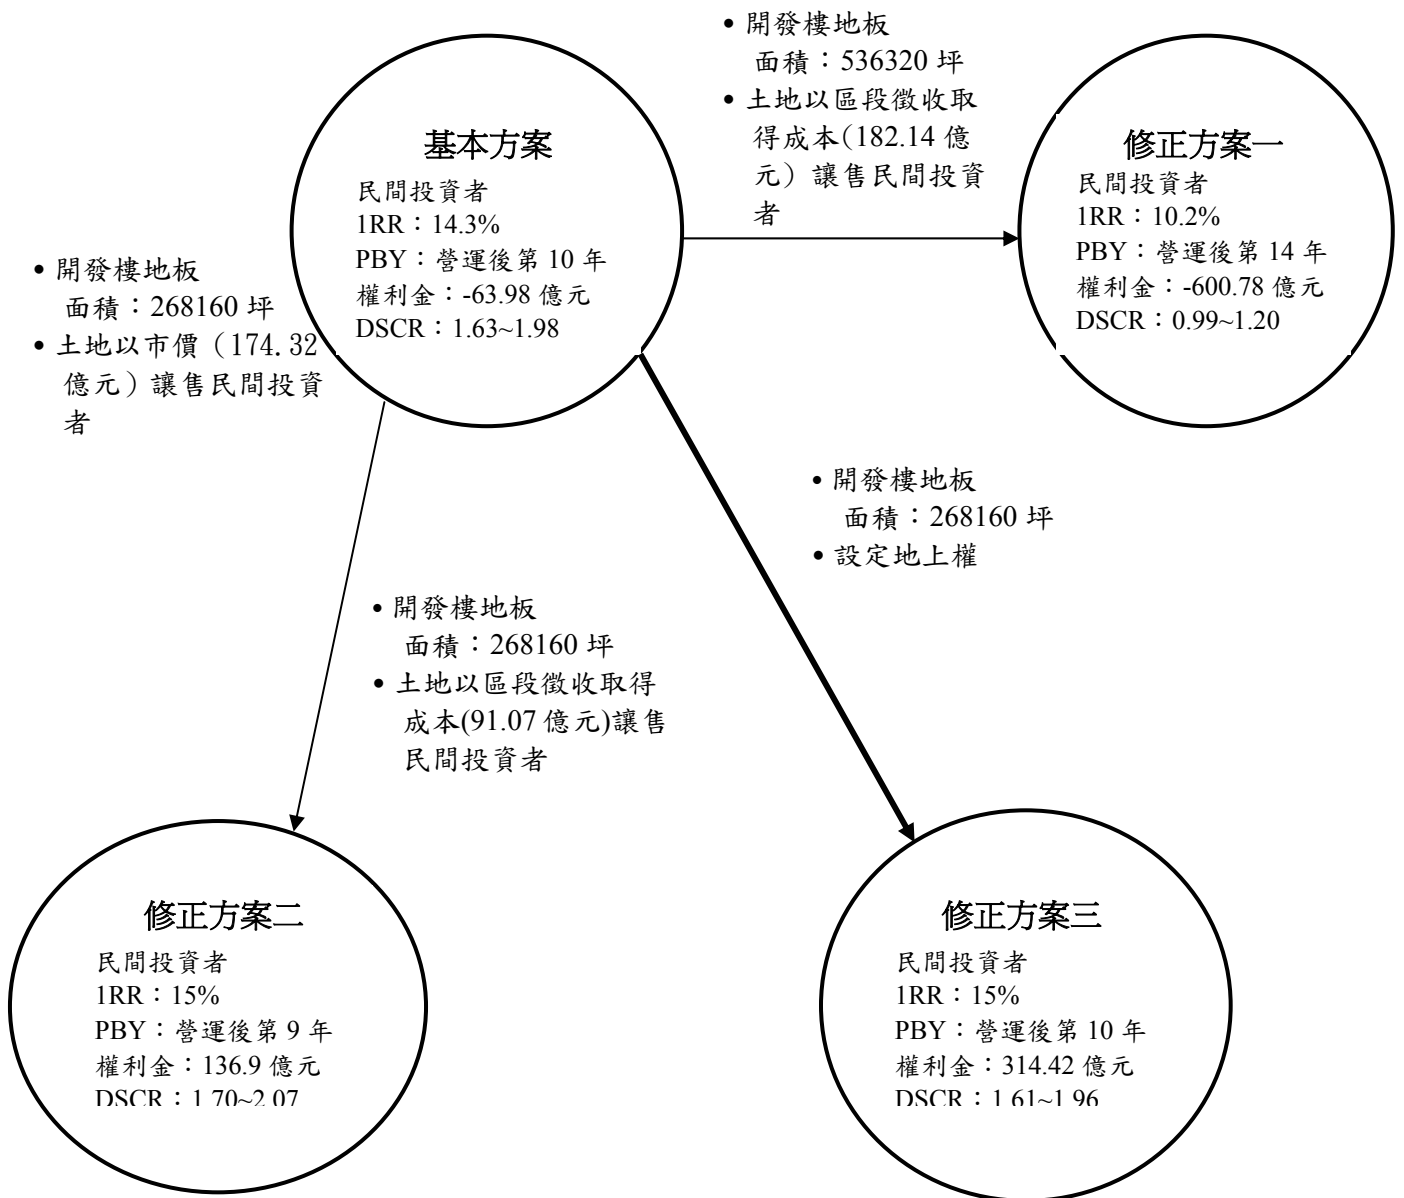 • 開發樓地板
面積：536320 坪
• 土地以區段徵收取
得成本(182.14 億
元）讓售民間投資
者
基本方案
民間投資者
1RR：14.3%
PBY：營運後第 10 年
權利金：-63.98 億元
DSCR：1.63~1.98
修正方案一
民間投資者
1RR：10.2%
PBY：營運後第 14 年
權利金：-600.78 億元
DSCR：0.99~1.20
• 開發樓地板
面積：268160 坪
• 土地以市價（174.32
億元）讓售民間投資
者
• 開發樓地板
面積：268160 坪
• 設定地上權
• 開發樓地板
面積：268160 坪
• 土地以區段徵收取得
成本(91.07 億元)讓售
民間投資者
修正方案二
民間投資者
1RR：15%
PBY：營運後第 9 年
權利金：136.9 億元
DSCR：1.70~2.07
修正方案三
民間投資者
1RR：15%
PBY：營運後第 10 年
權利金：314.42 億元
DSCR：1.61~1.96